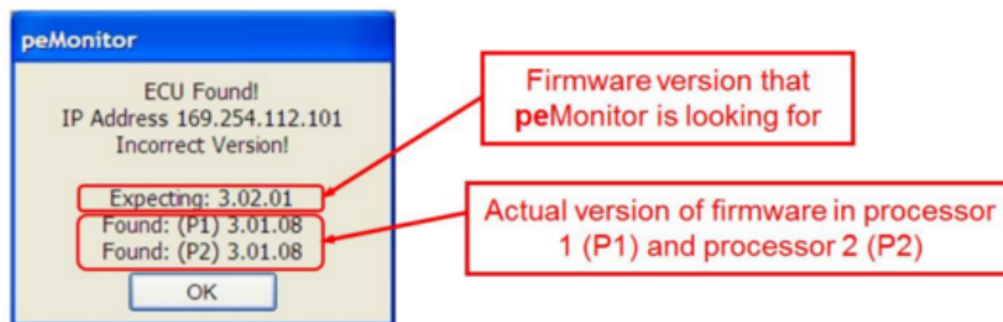 peMonitor
ECU Found!
IP Address 169.254.112.101
Incorrect Version!
Expecting: 3.02.01
Found: (P1) 3.01.08
Found: (P2) 3.01.08
OK
Firmware version that
peMonitor is looking for
Actual version of firmware in processor
1 (P1) and processor 2 (P2)